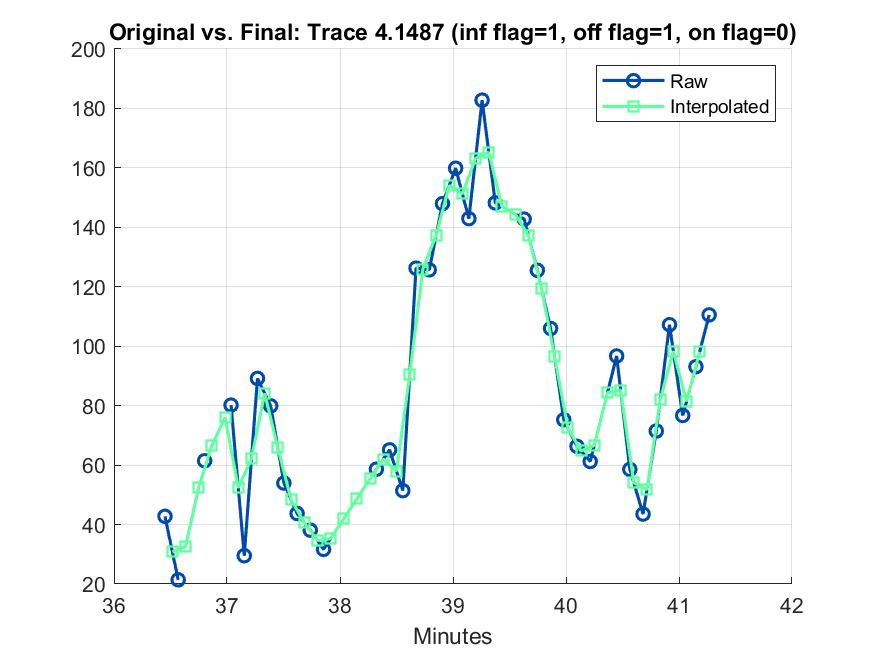 Original vs. Final: Trace 4.1487 (inf flag=1, off flag=1, on flag=0)
Raw
Interpolated
200
180
160
140
120
100
80
60
40
20
36 37 38 39 40 41 42
Minutes